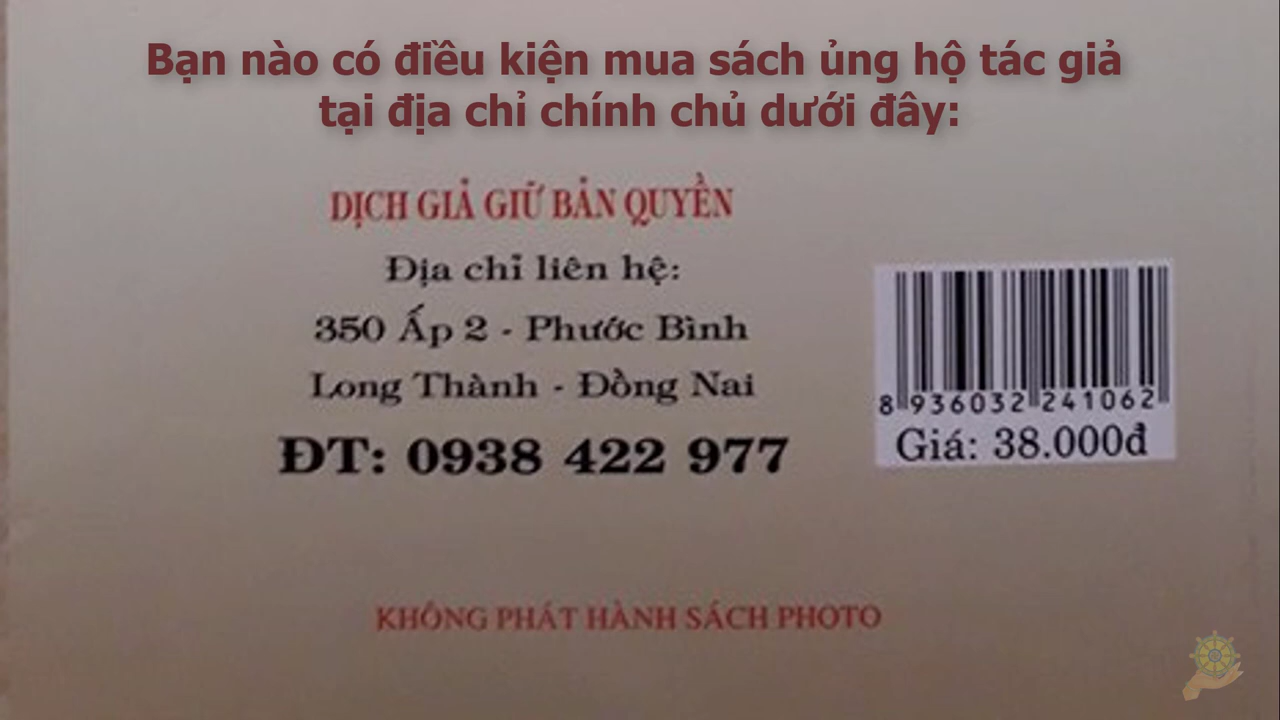 Bạn nào có điều kiện mua sách ủng hộ tác giả
tại địa chỉ chính chủ dưới đây:
DỊCH GIẢ GIỮ BẢN QUYỀN
Địa chỉ liên hệ:
350 Ấp 2 - Phước Bình
Long Thành - Đồng Nai
ĐT: 0938 422 977
8 936032 241062
Giá: 38.000đ
KHÔNG PHÁT HÀNH SÁCH PHOTO